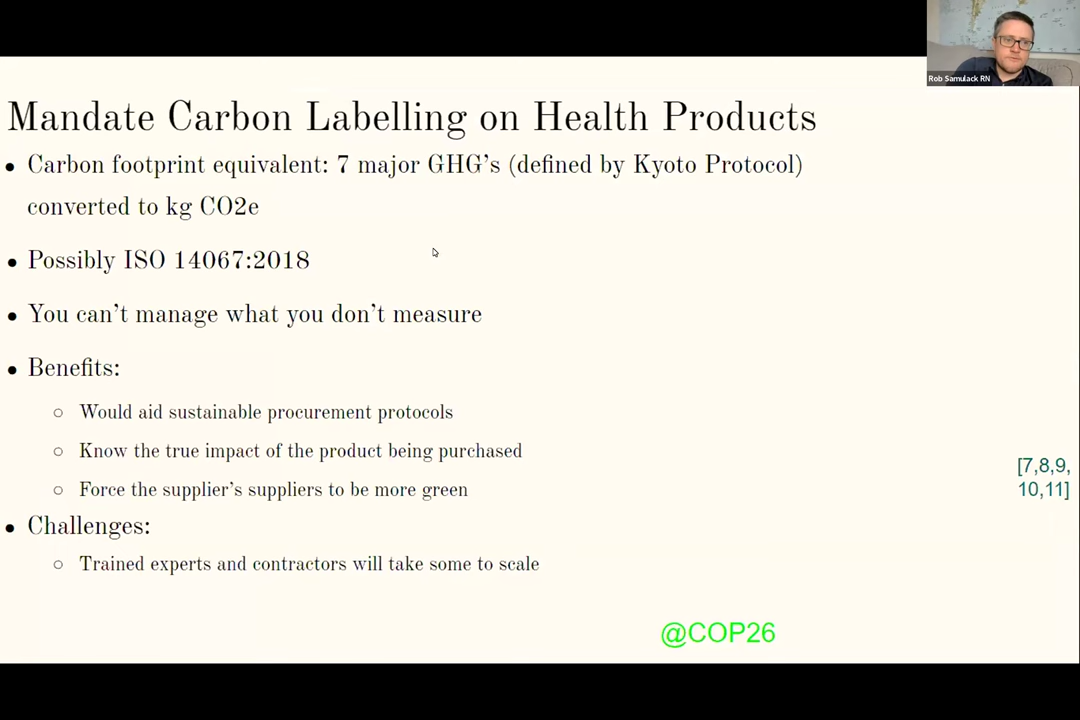 Rob Samulack RN
Mandate Carbon Labelling on Health Products
● Carbon footprint equivalent: 7 major GHG's (defined by Kyoto Protocol)
converted to kg CO2e
● Possibly ISO 14067:2018
● You can't manage what you don't measure
● Benefits:
○ Would aid sustainable procurement protocols
○ Know the true impact of the product being purchased
○ Force the supplier's suppliers to be more green
[7,8,9,
10,11]
● Challenges:
○ Trained experts and contractors will take some to scale
@COP26